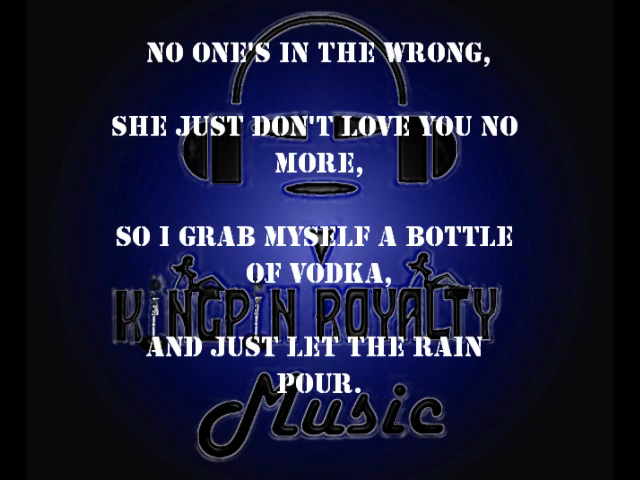 NO ONE'S IN THE WRONG,
SHE JUST DON'T LOVE YOU NO
MORE,
SO I GRAB MYSELF A BOTTLE
OF VODKA,
KINGPIN ROYALTY
AND JUST LET THE RAIN
POUR.
Music